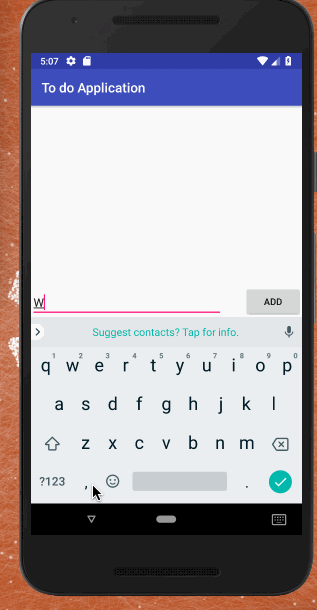 5:07
To do Application
W
ADD
Suggest contacts? Tap for info.
1 2 3 4 5 6 7 8 9 0
q w e r t y u i o p
a s d f g h j k l
z x c v b n m
?123 , .